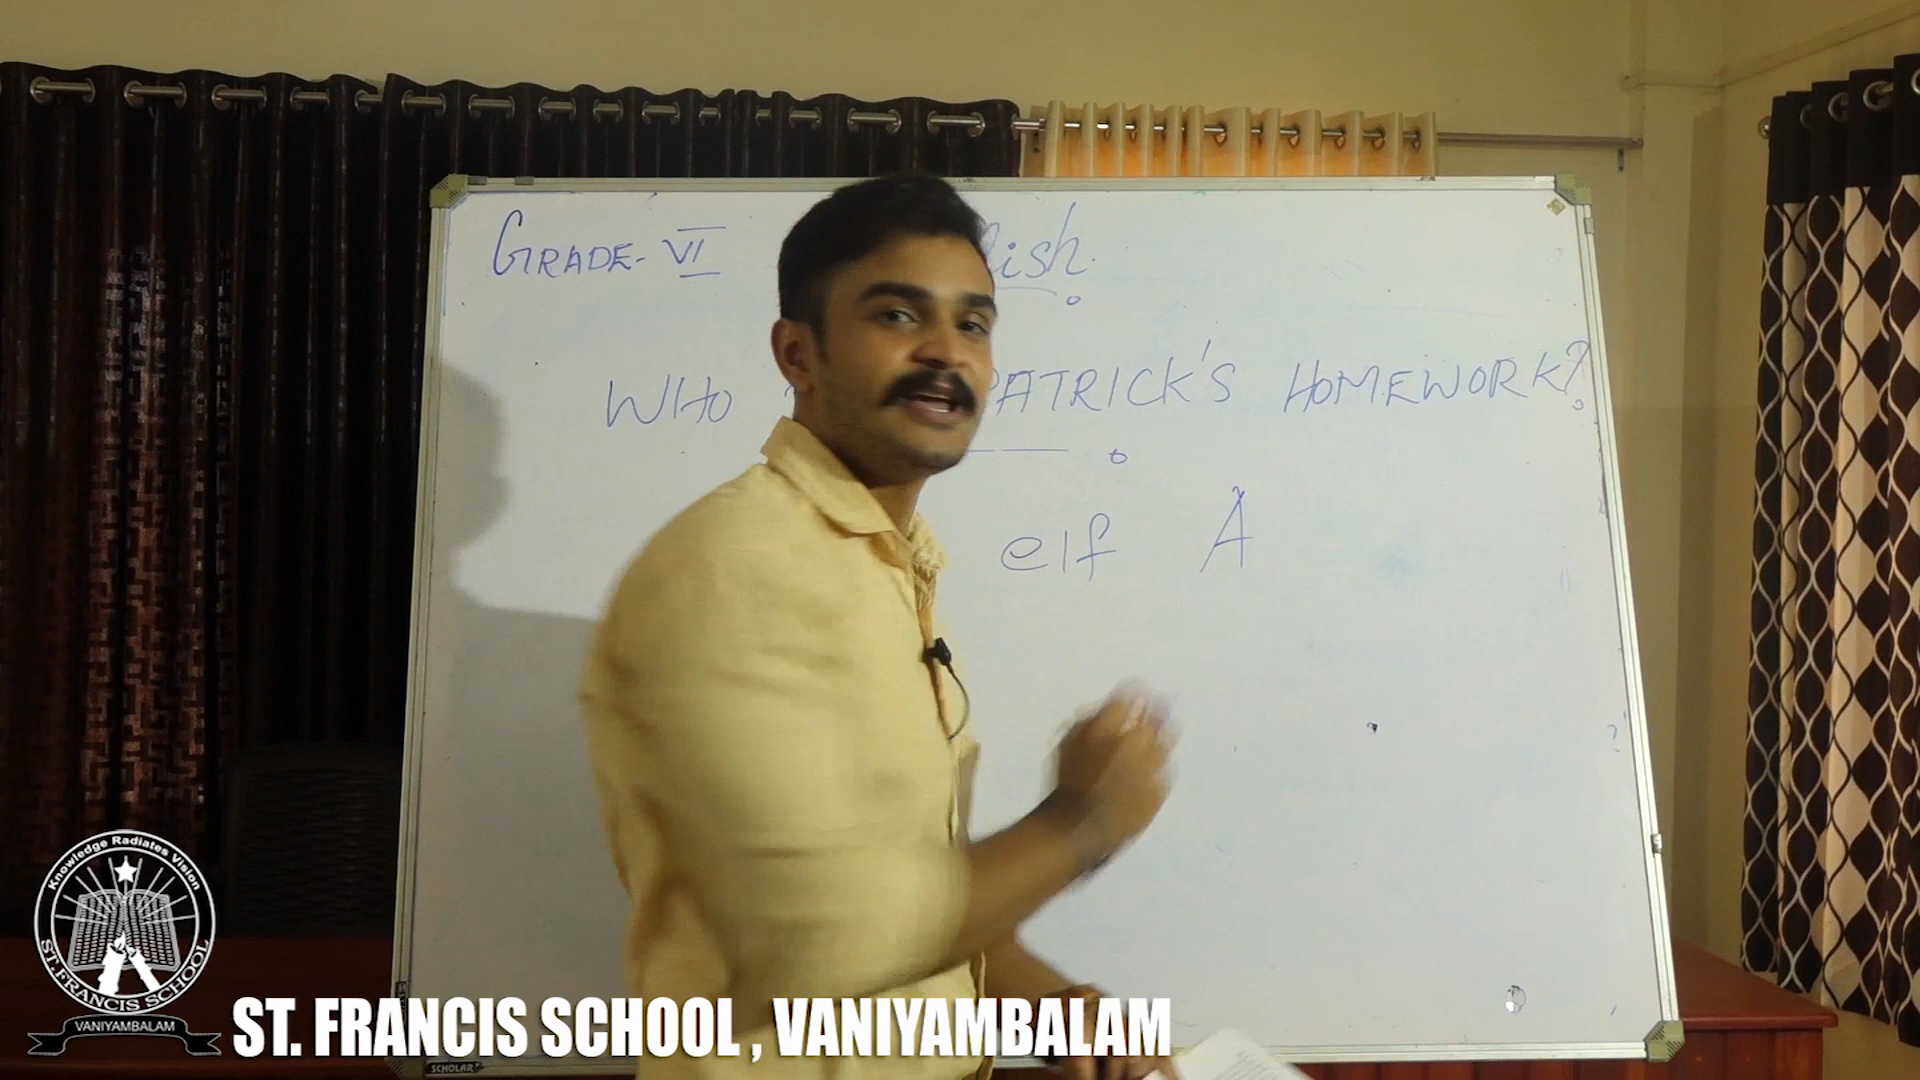 GRADE-VI lish.
WHO PATRICK'S HOMEWORK?
elf A
Knowledge Radiates Vision
ST. FRANCIS SCHOOL
VANIYAMBALAM
ST. FRANCIS SCHOOL , VANIYAMBALAM
SCHOLAR